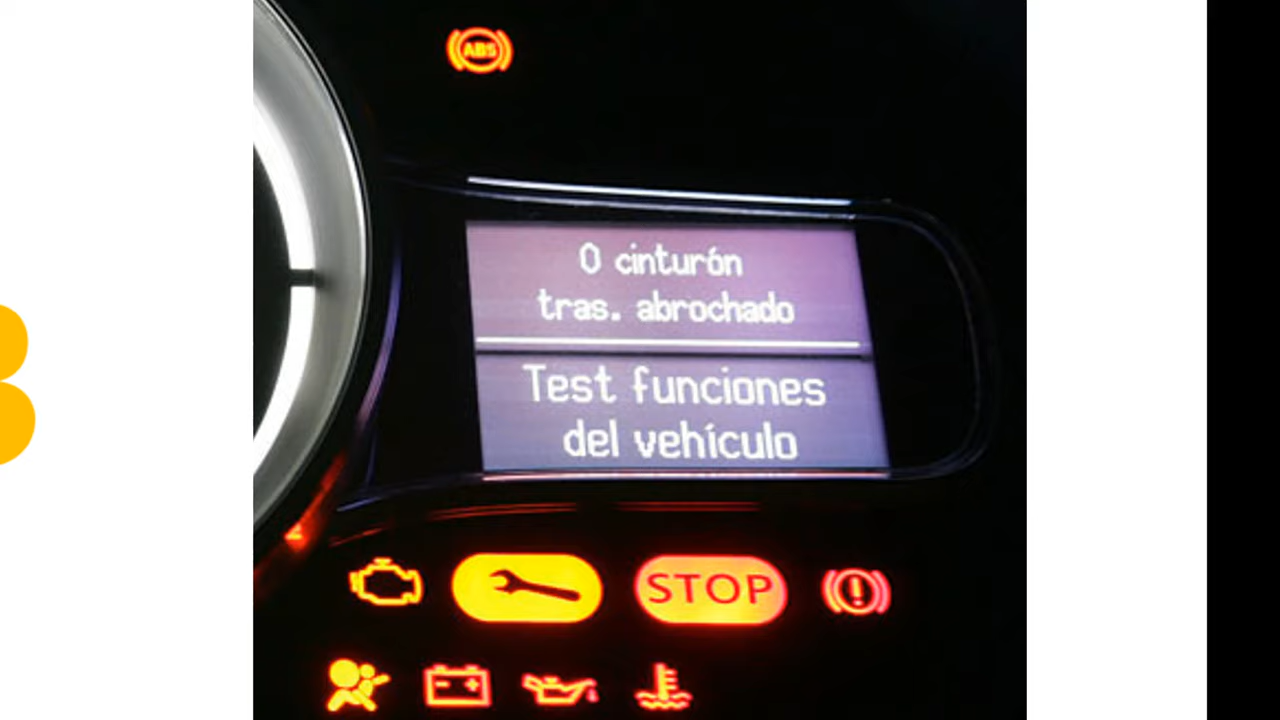 ABS
0 cinturón
tras. abrochado
Test funciones
del vehículo
STOP